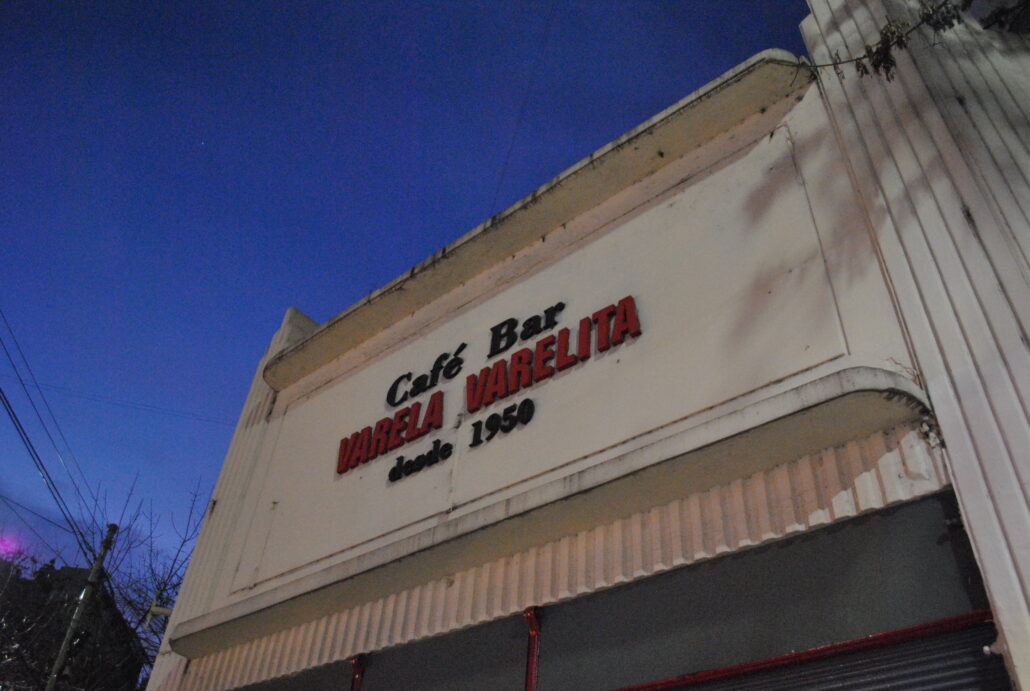 Café Bar
VARELA VARELITA
desde 1950